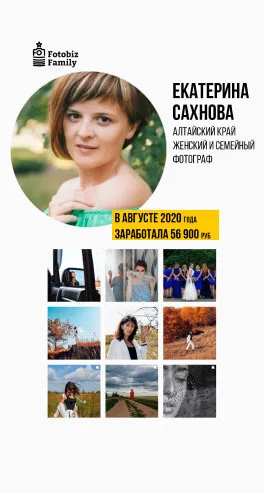 Fotobiz
Family
ЕКАТЕРИНА
САХНОВА
АЛТАЙСКИЙ КРАЙ
ЖЕНСКИЙ И СЕМЕЙНЫЙ
ФОТОГРАФ
В АВГУСТЕ 2020 ГОДА
ЗАРАБОТАЛА 56 900 РУБ